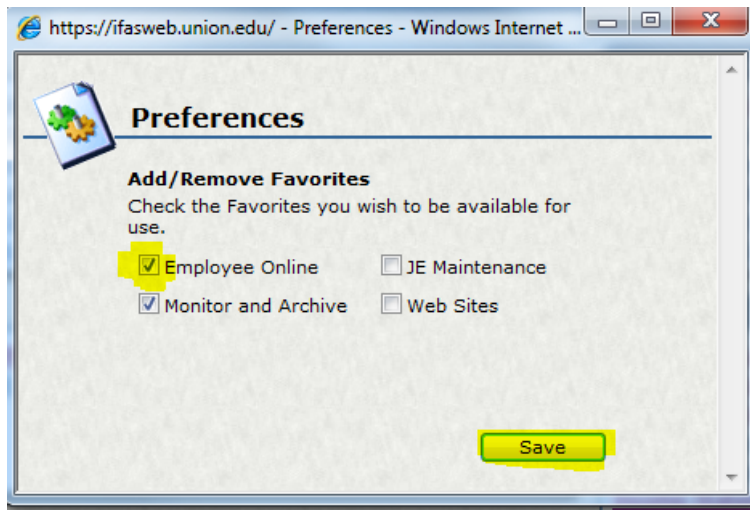 https://ifasweb.union.edu/ - Preferences - Windows Internet ...
Preferences
Add/Remove Favorites
Check the Favorites you wish to be available for
use.
Employee Online JE Maintenance
Monitor and Archive Web Sites
Save